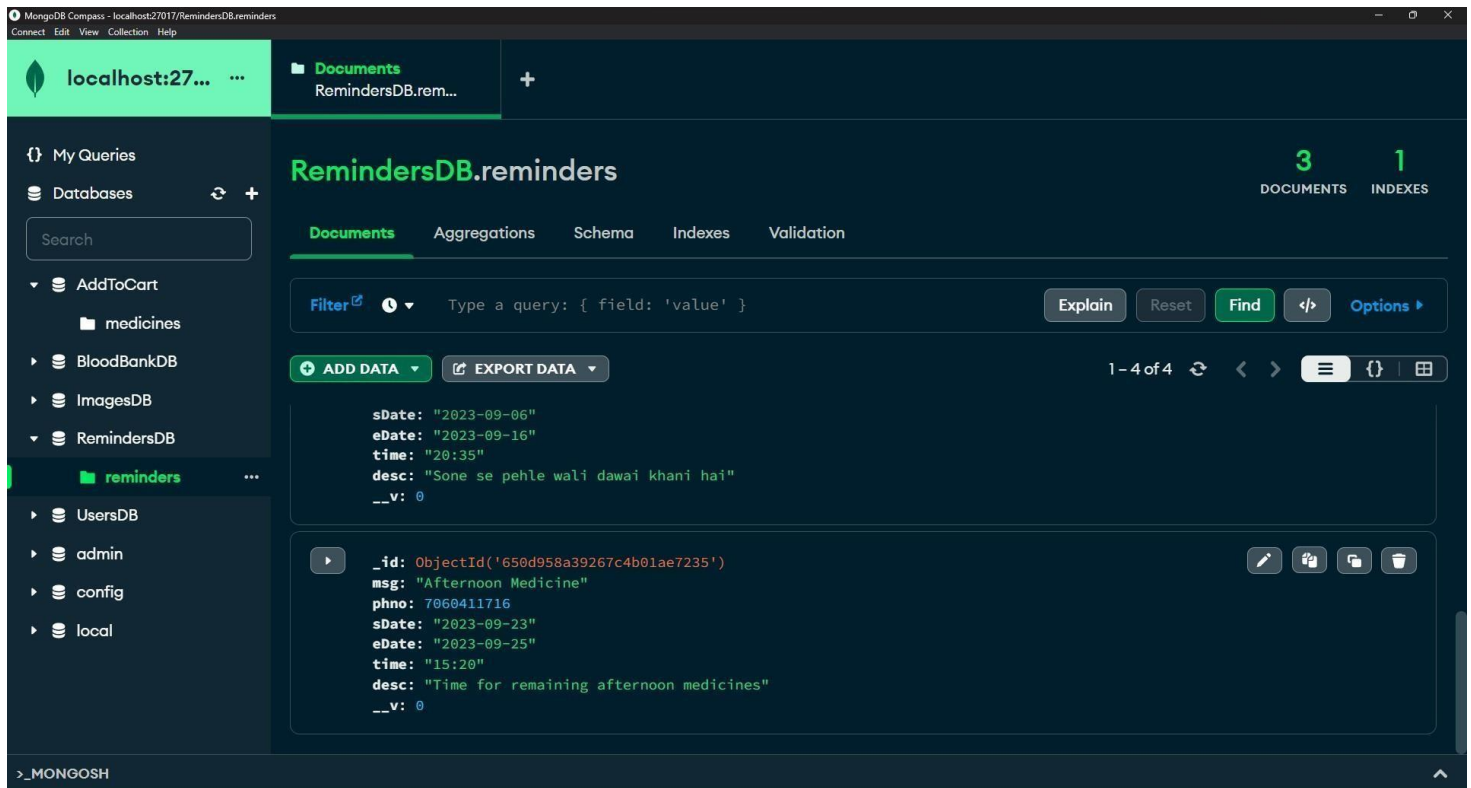 MongoDB Compass - localhost:27017/RemindersDB.reminders
Connect Edit View Collection Help
localhost:27... ...
Documents
RemindersDB.rem...
+
{} My Queries
Databases +
Search
AddToCart
medicines
BloodBankDB
ImagesDB
RemindersDB
reminders ...
UsersDB
admin
config
local
RemindersDB.reminders
3 1
DOCUMENTS INDEXES
Documents Aggregations Schema Indexes Validation
Filter Type a query: { field: 'value' } Explain Reset Find </> Options
ADD DATA EXPORT DATA 1 – 4 of 4 {}
sDate: "2023-09-06"
eDate: "2023-09-16"
time: "20:35"
desc: "Sone se pehle wali dawai khani hai"
__v: 0
_id: ObjectId('650d958a39267c4b01ae7235')
msg: "Afternoon Medicine"
phno: 7060411716
sDate: "2023-09-23"
eDate: "2023-09-25"
time: "15:20"
desc: "Time for remaining afternoon medicines"
__v: 0
>_MONGOSH